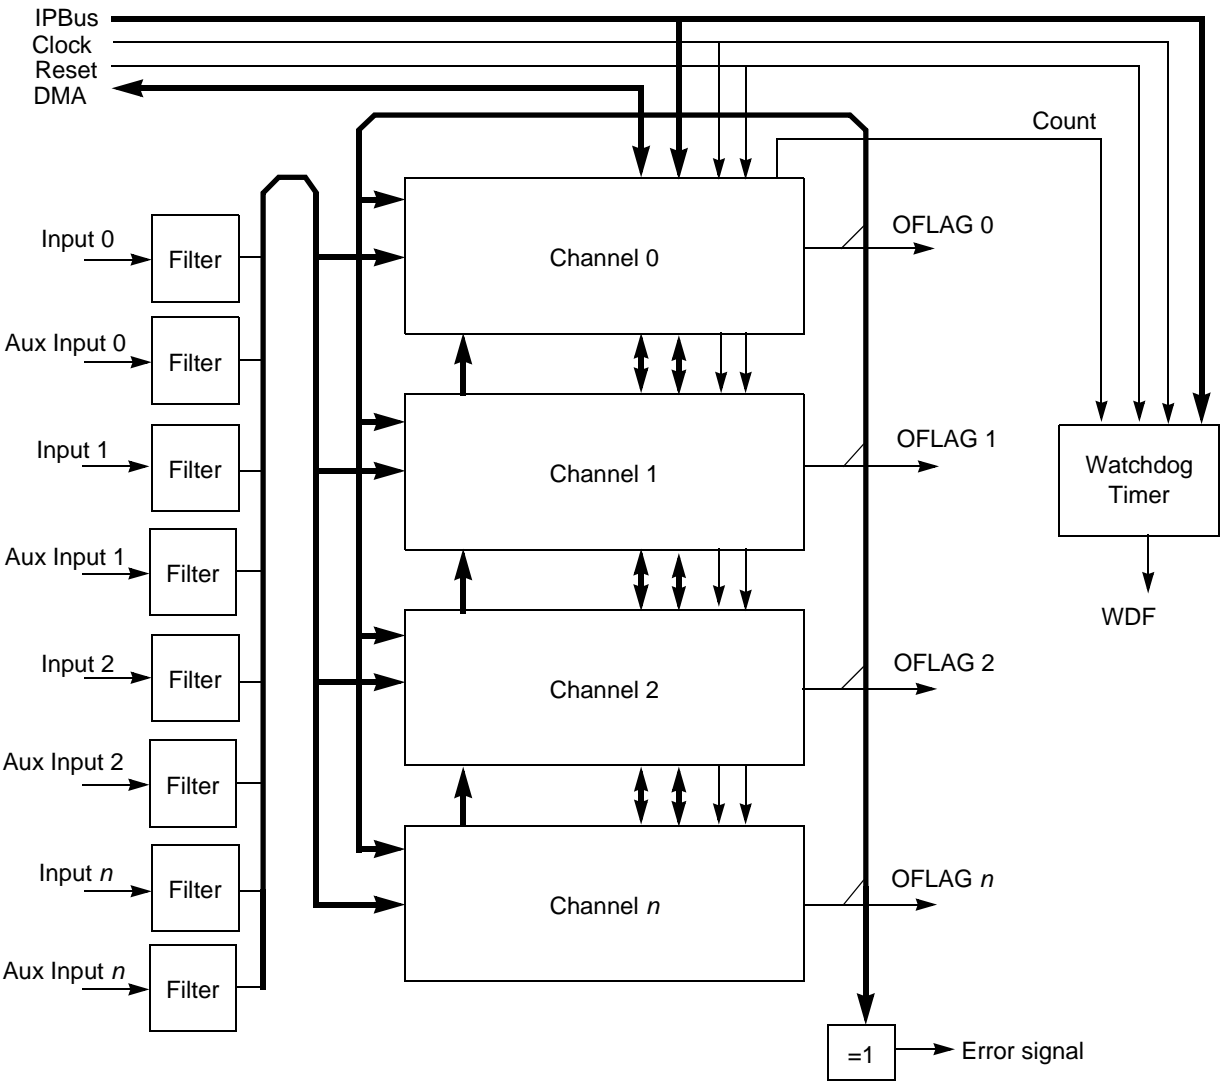 IPBus
Clock
Reset
DMA
Count
Input 0
Filter
Channel 0
OFLAG 0
Aux Input 0
Filter
Input 1
Filter
Channel 1
OFLAG 1
Watchdog
Timer
Aux Input 1
Filter
WDF
Input 2
Filter
Channel 2
OFLAG 2
Aux Input 2
Filter
Input n
Filter
Channel n
OFLAG n
Aux Input n
Filter
=1
Error signal